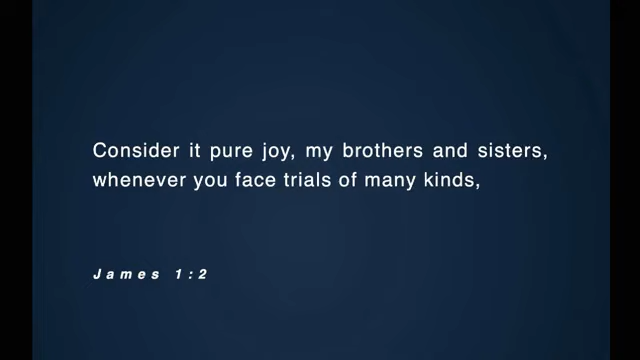 Consider it pure joy, my brothers and sisters,
whenever you face trials of many kinds,
James 1:2